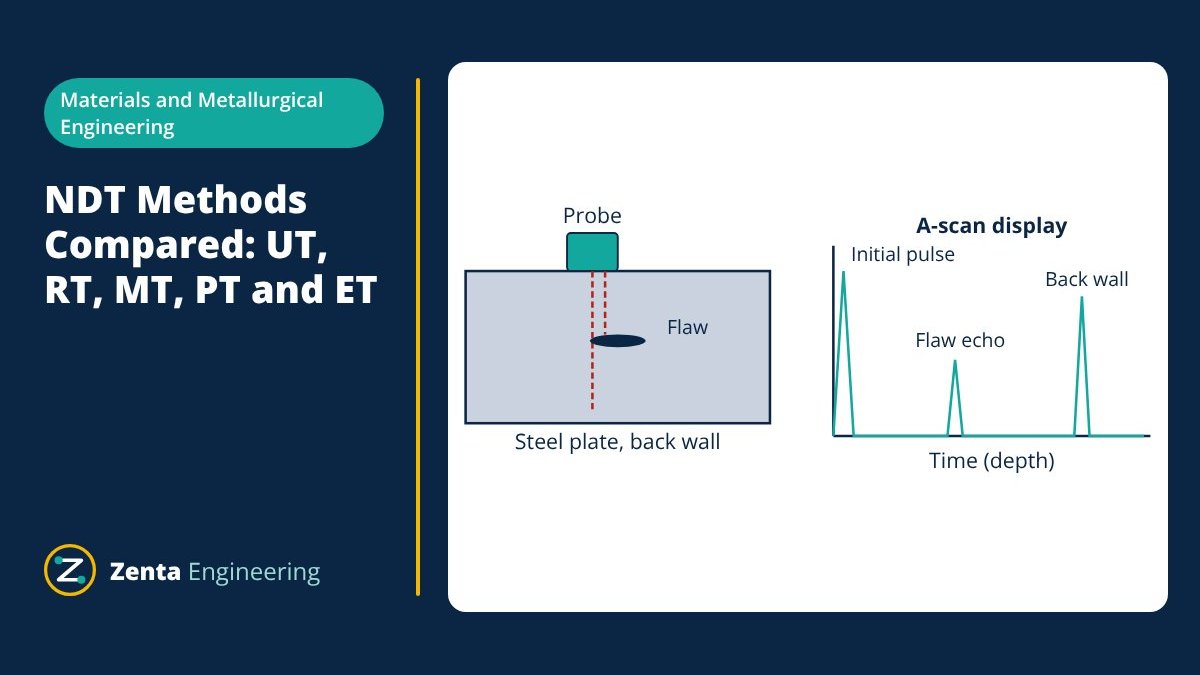 Materials and Metallurgical
Engineering
NDT Methods
Compared: UT,
RT, MT, PT and ET
Zenta Engineering
Probe
Flaw
Steel plate, back wall
A-scan display
Initial pulse
Back wall
Flaw echo
Time (depth)